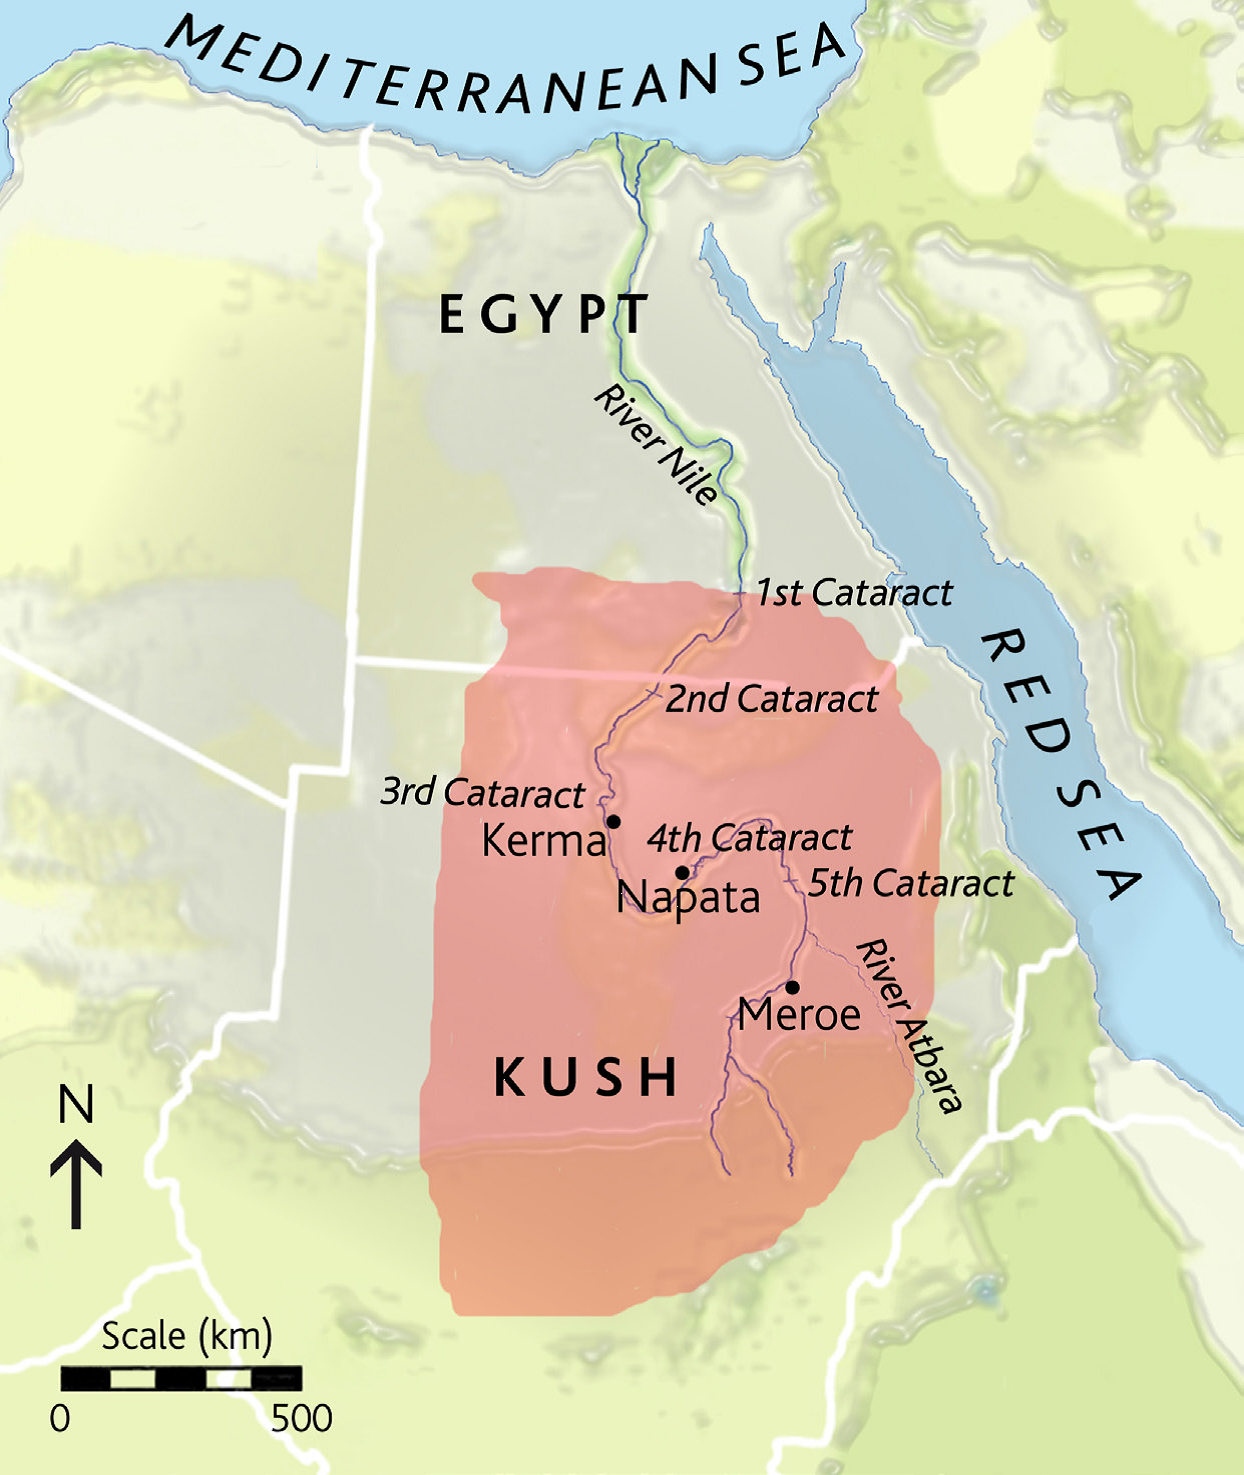 MEDITERRANEAN SEA
EGYPT
River Nile
1st Cataract
RED SEA
2nd Cataract
3rd Cataract
Kerma
4th Cataract
Napata
5th Cataract
River Atbara
Meroe
KUSH
N
Scale (km)
0 500